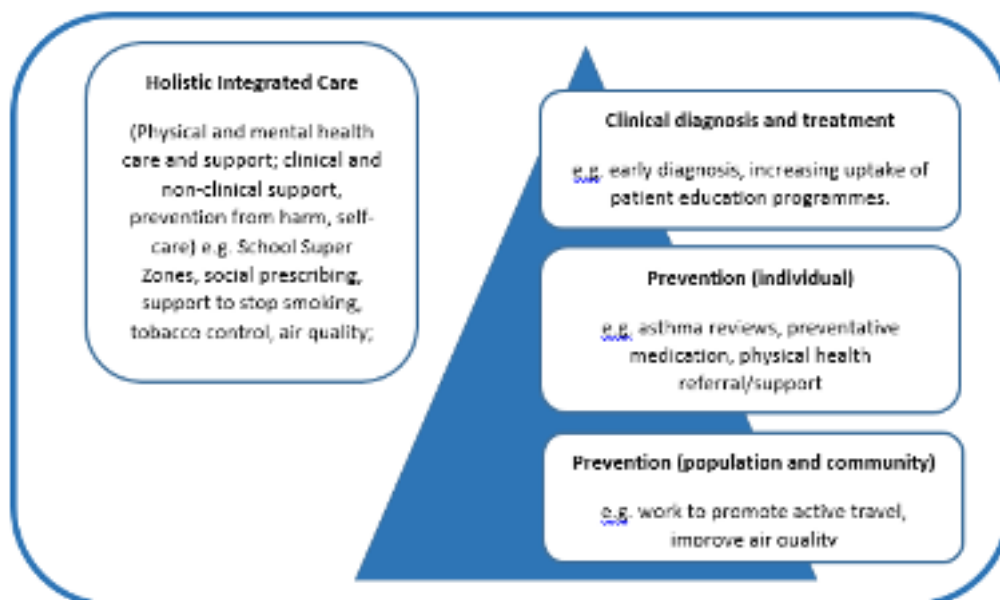 Holistic Integrated Care
(Physical and mental health
care and support; clinical and
non-clinical support,
prevention from harm, self-
care) e.g. School Super
Zones, social prescribing,
support to stop smoking,
tobacco control, air quality;
Clinical diagnosis and treatment
e.g. early diagnosis, increasing uptake of
patient education programmes.
Prevention (individual)
e.g. asthma reviews, preventative
medication, physical health
referral/support
Prevention (population and community)
e.g. work to promote active travel,
improve air quality